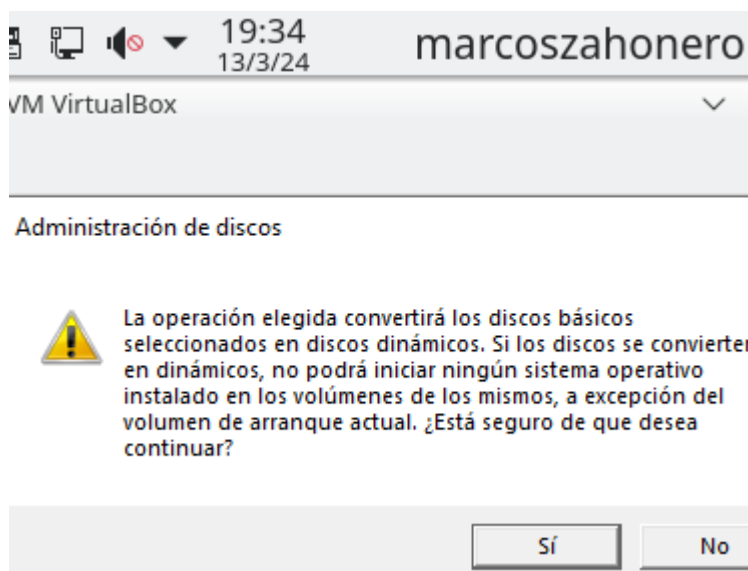 19:34
13/3/24
marcoszahonero
VM VirtualBox
Administración de discos
La operación elegida convertirá los discos básicos
seleccionados en discos dinámicos. Si los discos se convierten
en dinámicos, no podrá iniciar ningún sistema operativo
instalado en los volúmenes de los mismos, a excepción del
volumen de arranque actual. ¿Está seguro de que desea
continuar?
Sí No